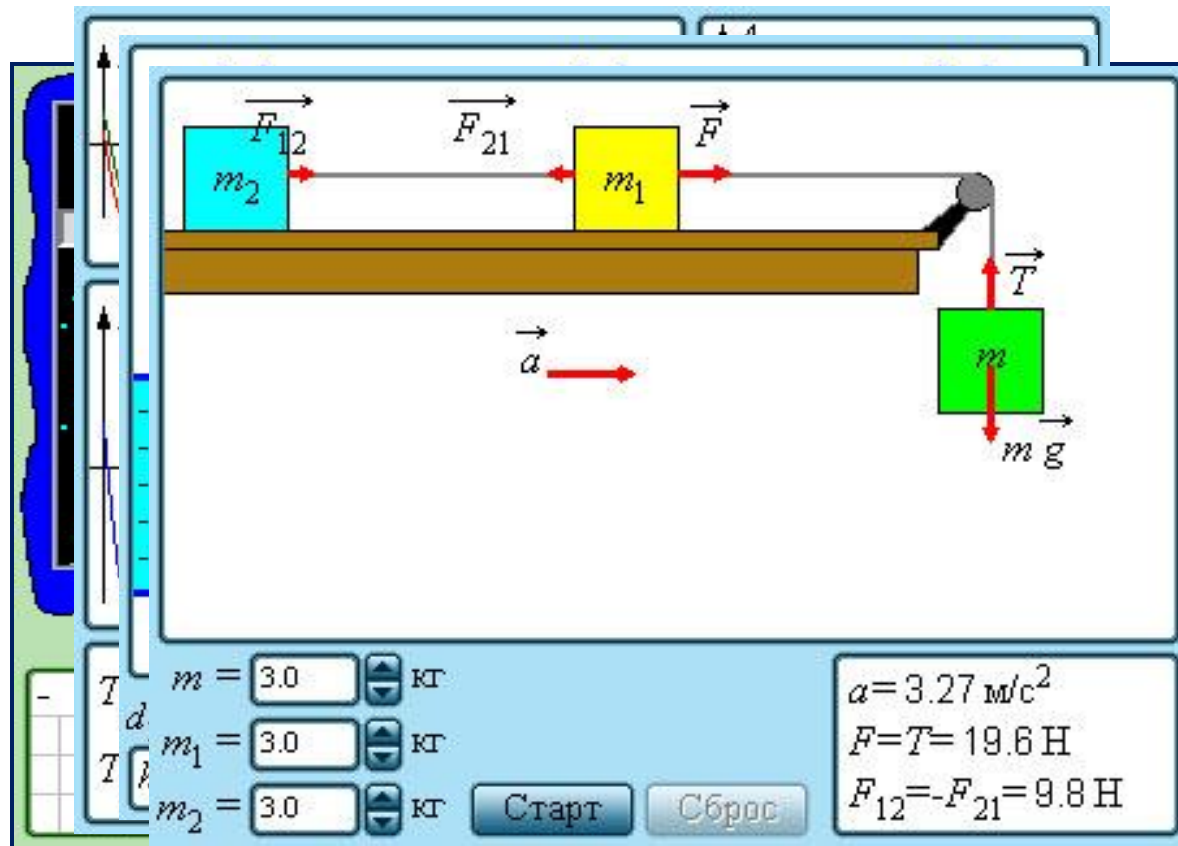 F₁₂ F₂₁ F
m₂ m₁
T
a
m
m g
m = 3.0 кг
m₁ = 3.0 кг
m₂ = 3.0 кг
Старт Сброс
a = 3.27 м/с²
F=T= 19.6 Н
F₁₂=-F₂₁= 9.8 Н
T
d
T